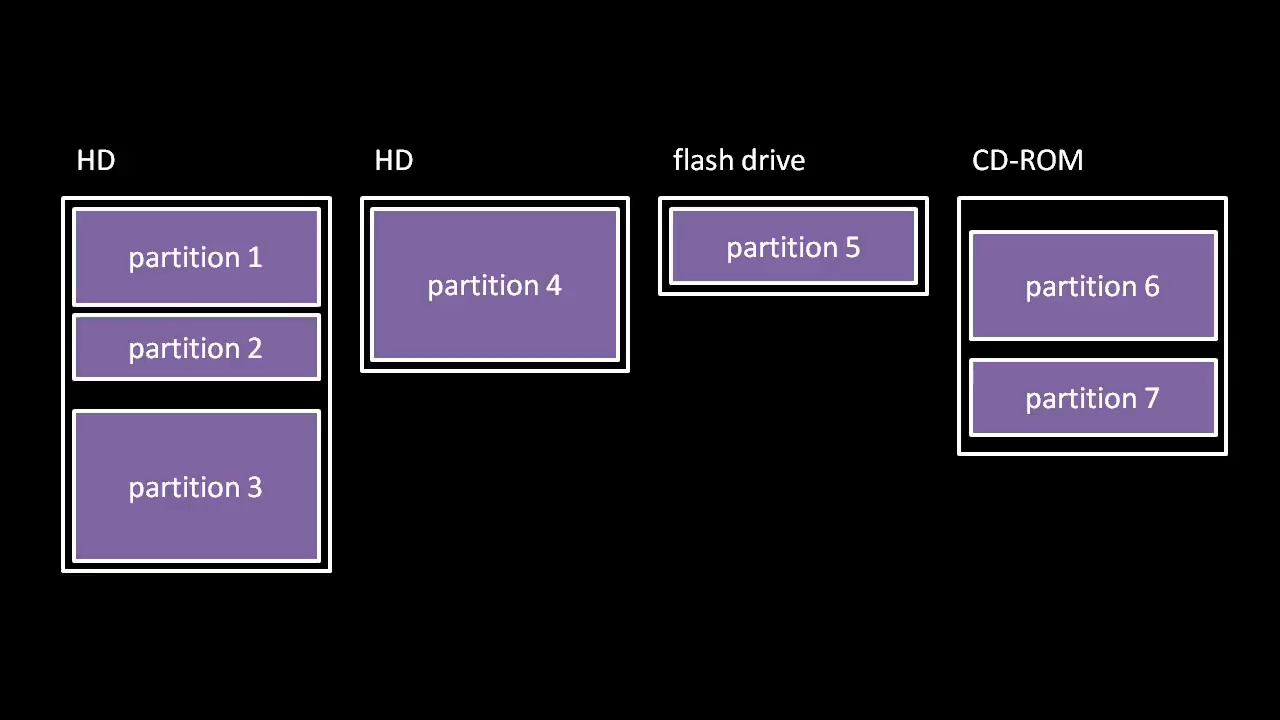 HD
partition 1
partition 2
partition 3
HD
partition 4
flash drive
partition 5
CD-ROM
partition 6
partition 7